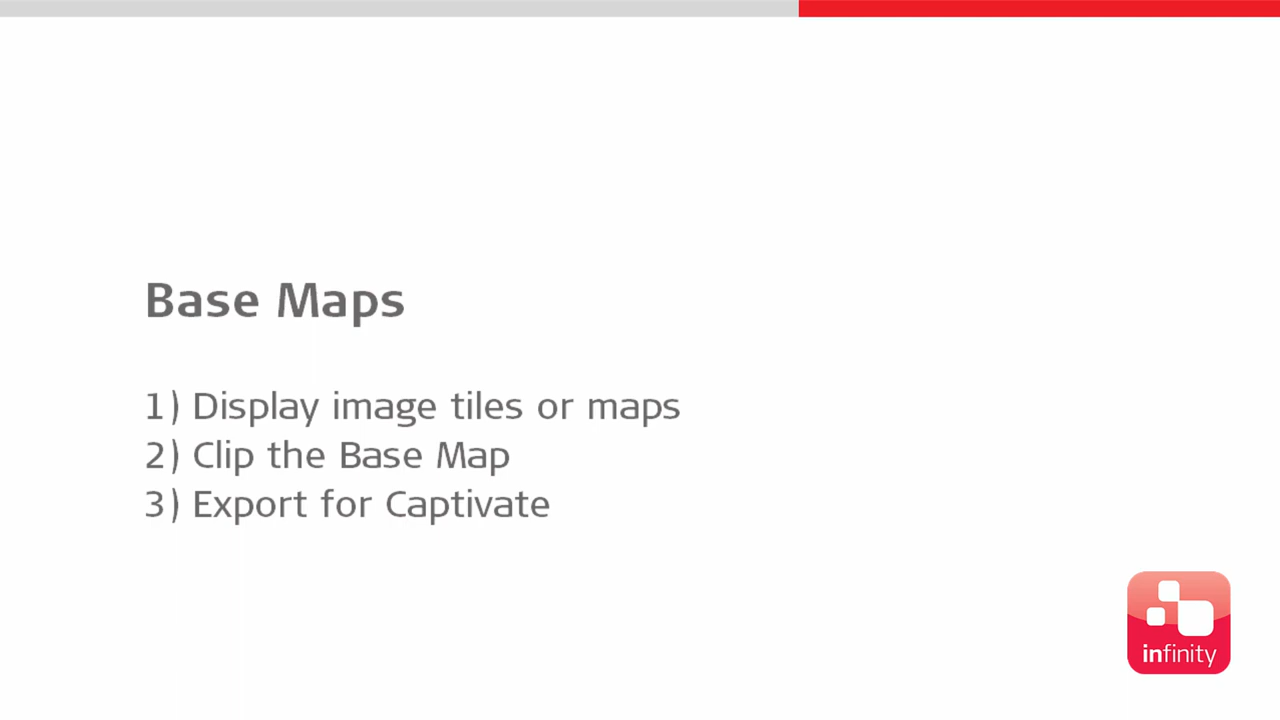 Base Maps
1) Display image tiles or maps
2) Clip the Base Map
3) Export for Captivate
infinity